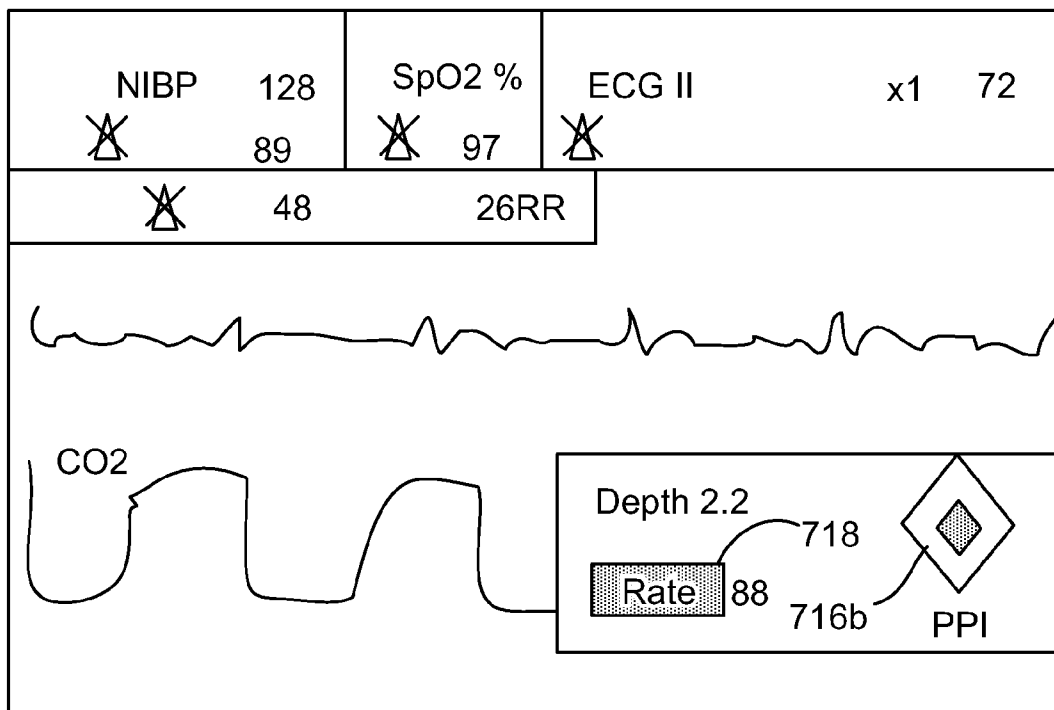 NIBP 128
89
SpO2 %
97
ECG II x1 72
48 26RR
CO2
Depth 2.2
718
Rate 88
716b
PPI